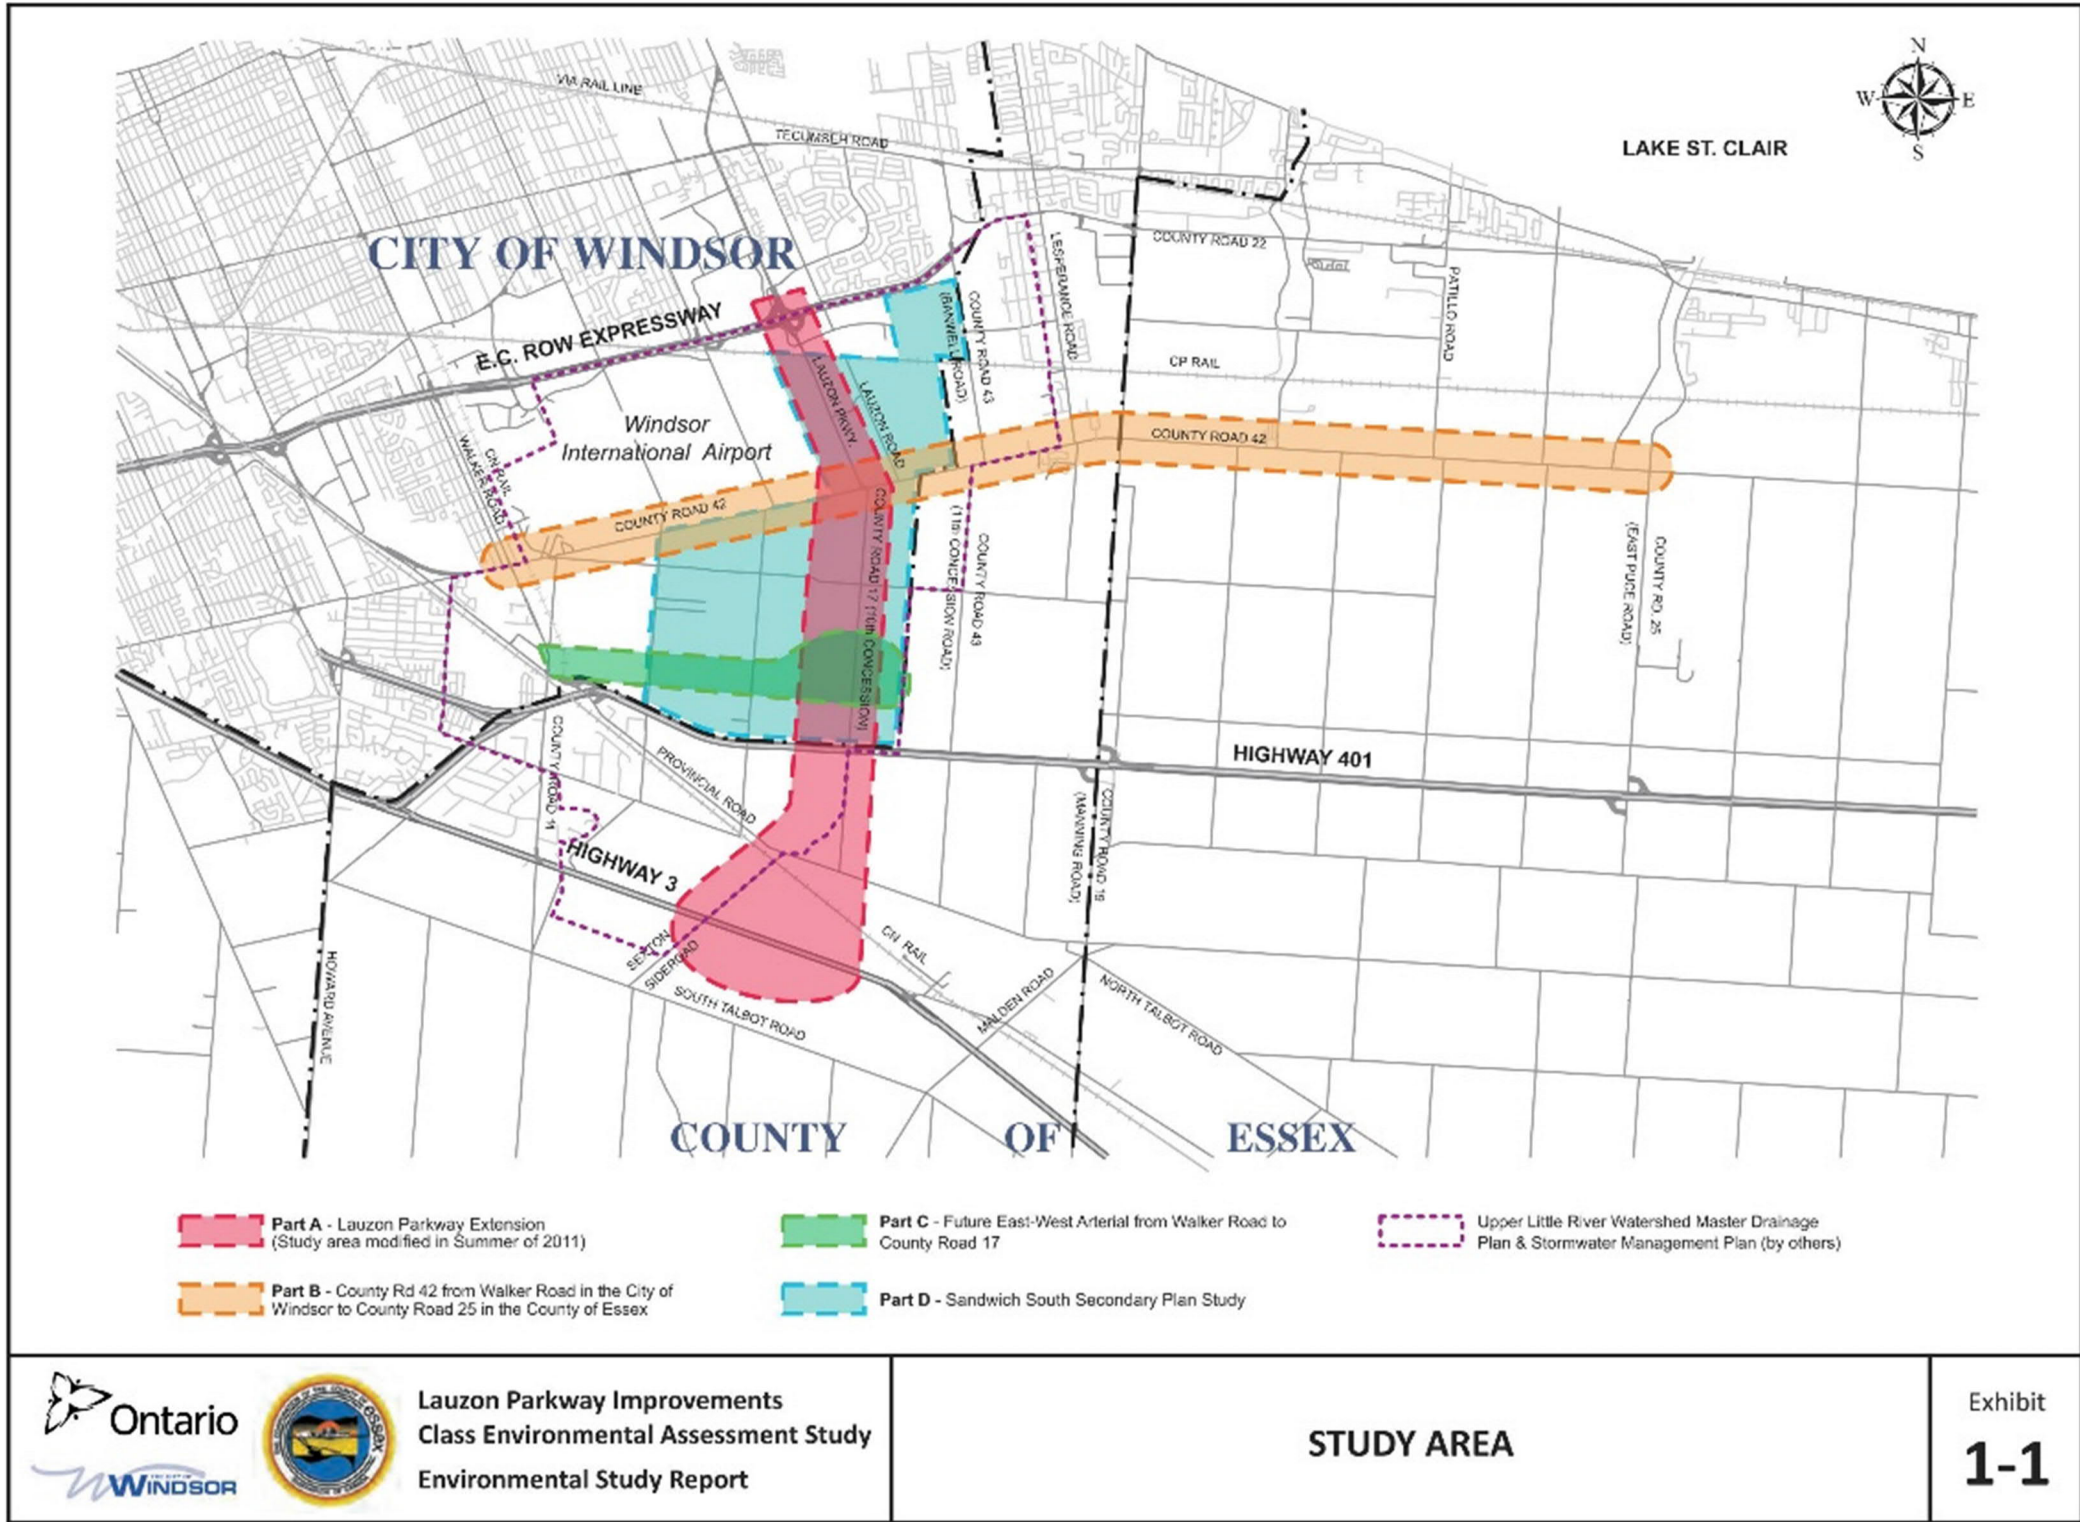 N
W E
S
LAKE ST. CLAIR
VIA RAIL LINE
TECUMSEH ROAD
CITY OF WINDSOR
COUNTY ROAD 22
LESPERANCE ROAD
PATILLO ROAD
E.C. ROW EXPRESSWAY
COUNTY ROAD 43
(BANWELL ROAD)
CP RAIL
LAUZON PKWY.
LAUZON ROAD
Windsor
International Airport
COUNTY ROAD 42
CN RAIL
WALKER ROAD
COUNTY ROAD 42
COUNTY ROAD 17 (10th CONCESSION)
COUNTY ROAD 43
(11th CONCESSION ROAD)
COUNTY RD. 25
(EAST PUCE ROAD)
COUNTY ROAD 11
PROVINCIAL ROAD
HIGHWAY 401
COUNTY ROAD 19
(MANNING ROAD)
HIGHWAY 3
SEXTON
SIDEROAD
CN RAIL
HOWARD AVENUE
SOUTH TALBOT ROAD
MALDEN ROAD
NORTH TALBOT ROAD
COUNTY OF ESSEX
Part A - Lauzon Parkway Extension
(Study area modified in Summer of 2011)
Part B - County Rd 42 from Walker Road in the City of
Windsor to County Road 25 in the County of Essex
Part C - Future East-West Arterial from Walker Road to
County Road 17
Part D - Sandwich South Secondary Plan Study
Upper Little River Watershed Master Drainage
Plan & Stormwater Management Plan (by others)
Ontario
THE CITY OF
WINDSOR
Lauzon Parkway Improvements
Class Environmental Assessment Study
Environmental Study Report
STUDY AREA
Exhibit
1-1